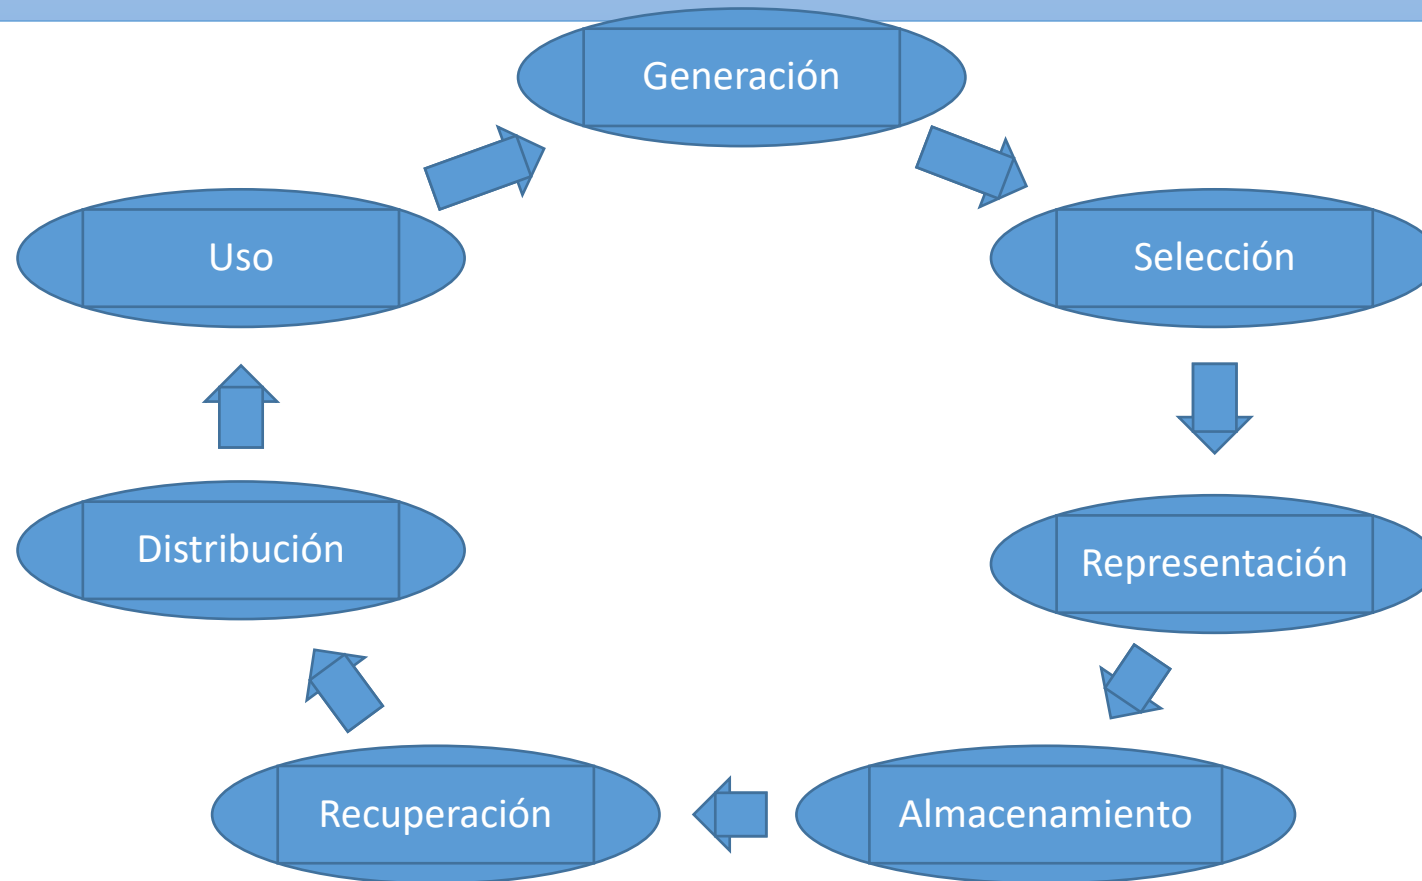 Generación
Selección
Representación
Almacenamiento
Recuperación
Distribución
Uso